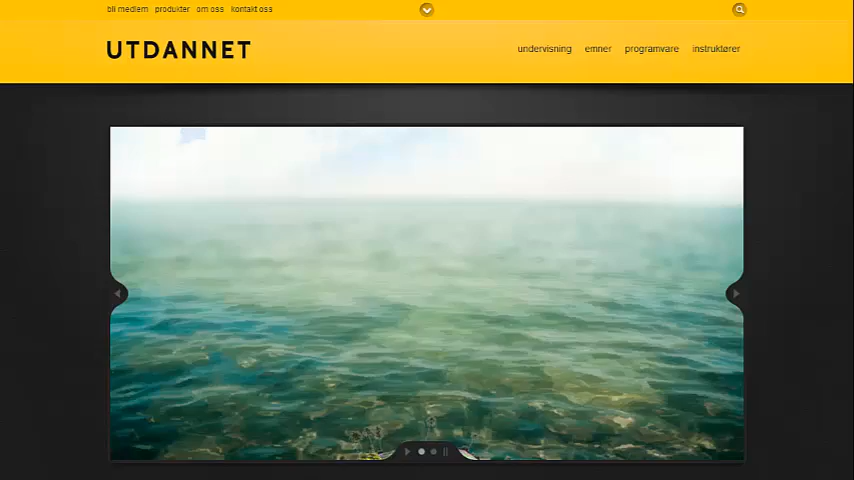 bli medlem produkter om oss kontakt oss
UTDANNET
undervisning emner programvare instruktører